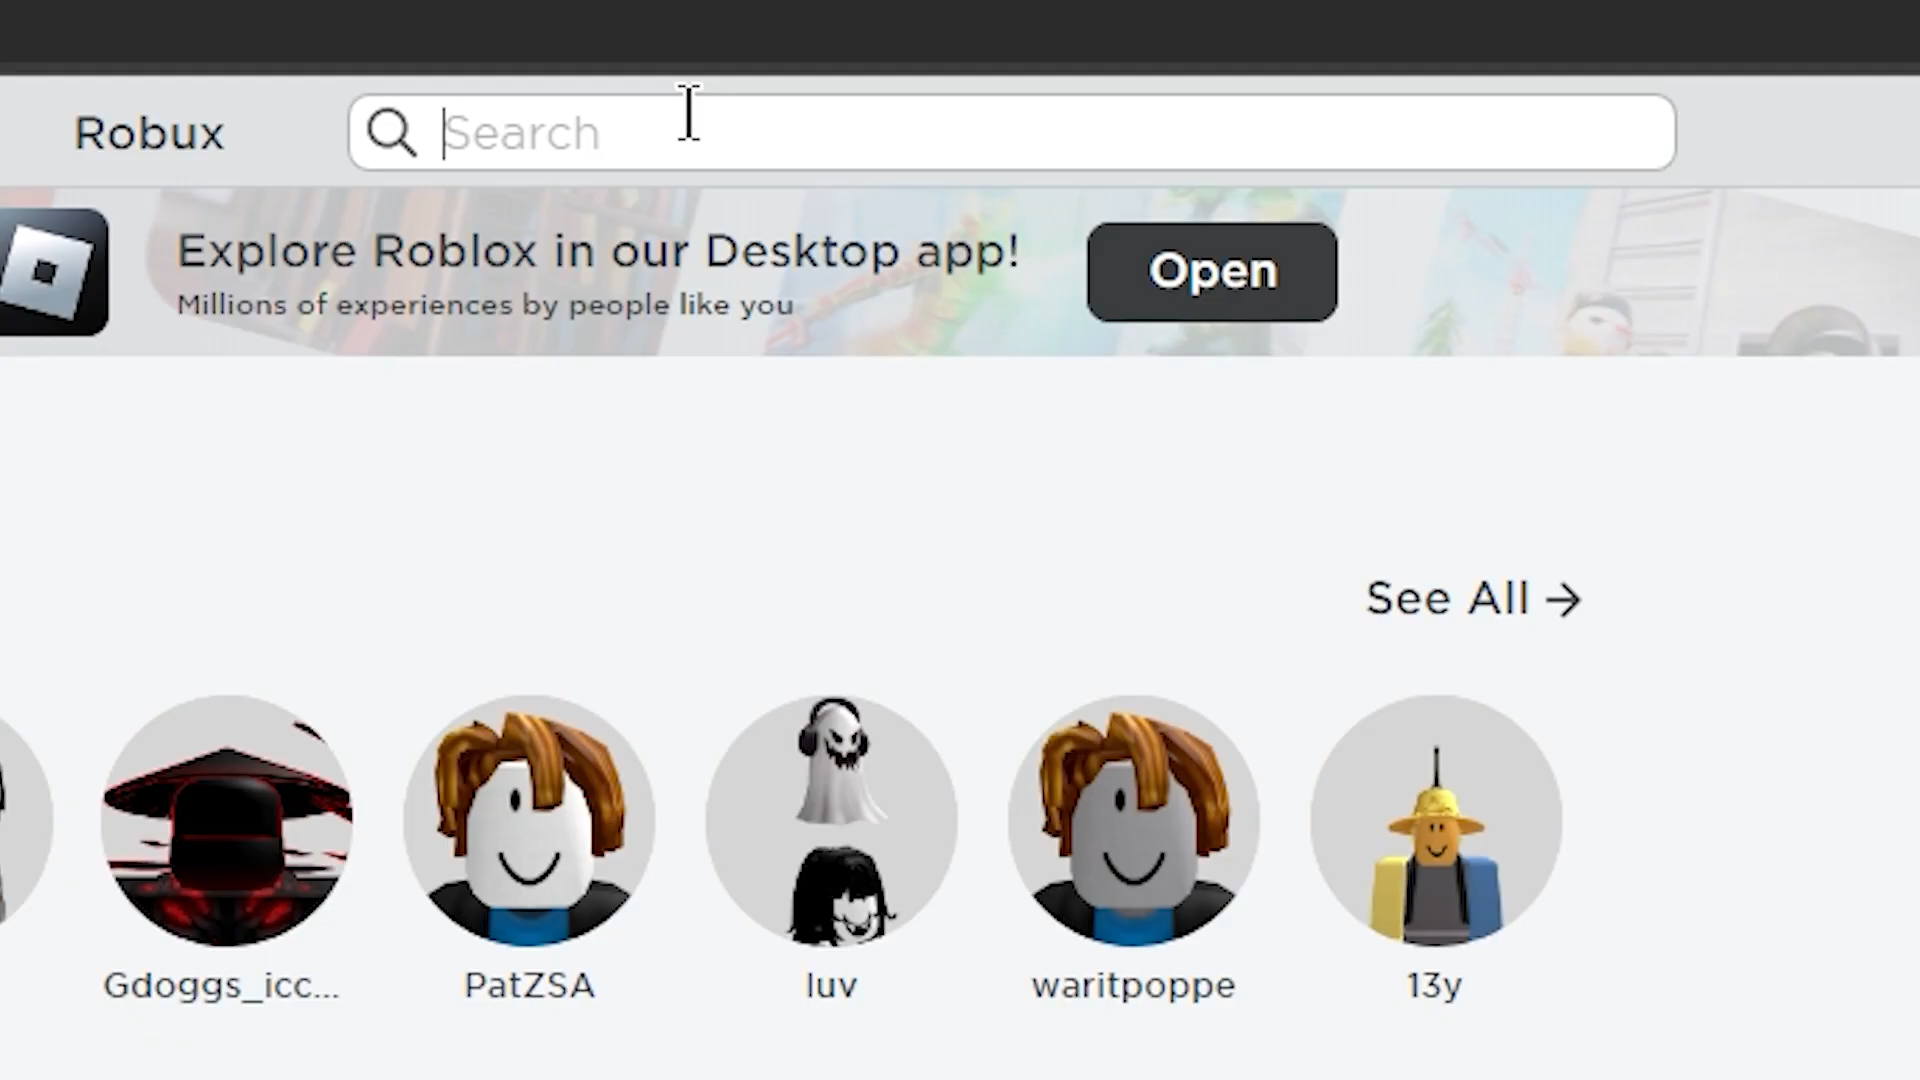 Robux
Search
Explore Roblox in our Desktop app!
Millions of experiences by people like you
Open
See All
Gdoggs_icc...
PatZSA
luv
waritpoppe
13y